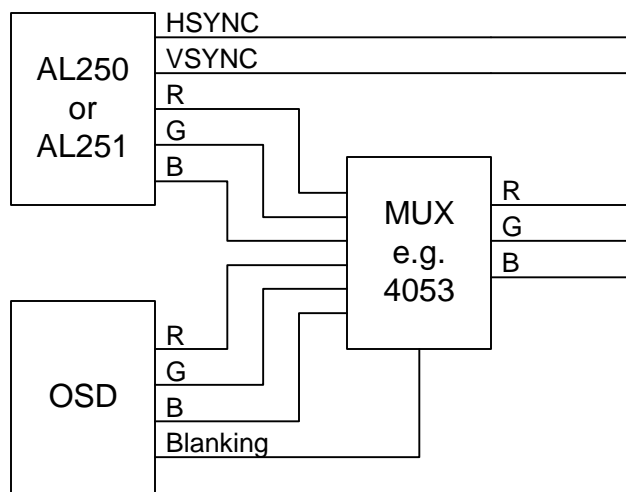 HSYNC
VSYNC
AL250
or
AL251
R
G
B
MUX
e.g.
4053
R
G
B
OSD
R
G
B
Blanking